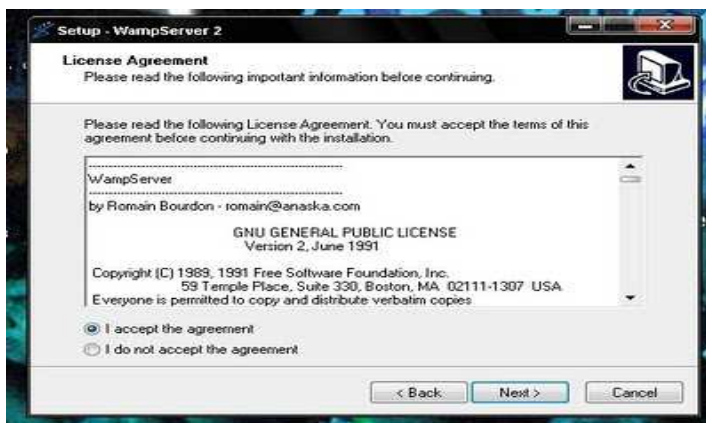 Setup - WampServer 2
License Agreement
Please read the following important information before continuing.
Please read the following License Agreement. You must accept the terms of this
agreement before continuing with the installation.
------------------------------------------------------------
WampServer
------------------------------------------------------------
by Romain Bourdon - romain@anaska.com
GNU GENERAL PUBLIC LICENSE
Version 2, June 1991
Copyright (C) 1989, 1991 Free Software Foundation, Inc.
59 Temple Place, Suite 330, Boston, MA 02111-1307 USA
Everyone is permitted to copy and distribute verbatim copies
I accept the agreement
I do not accept the agreement
< Back Next > Cancel